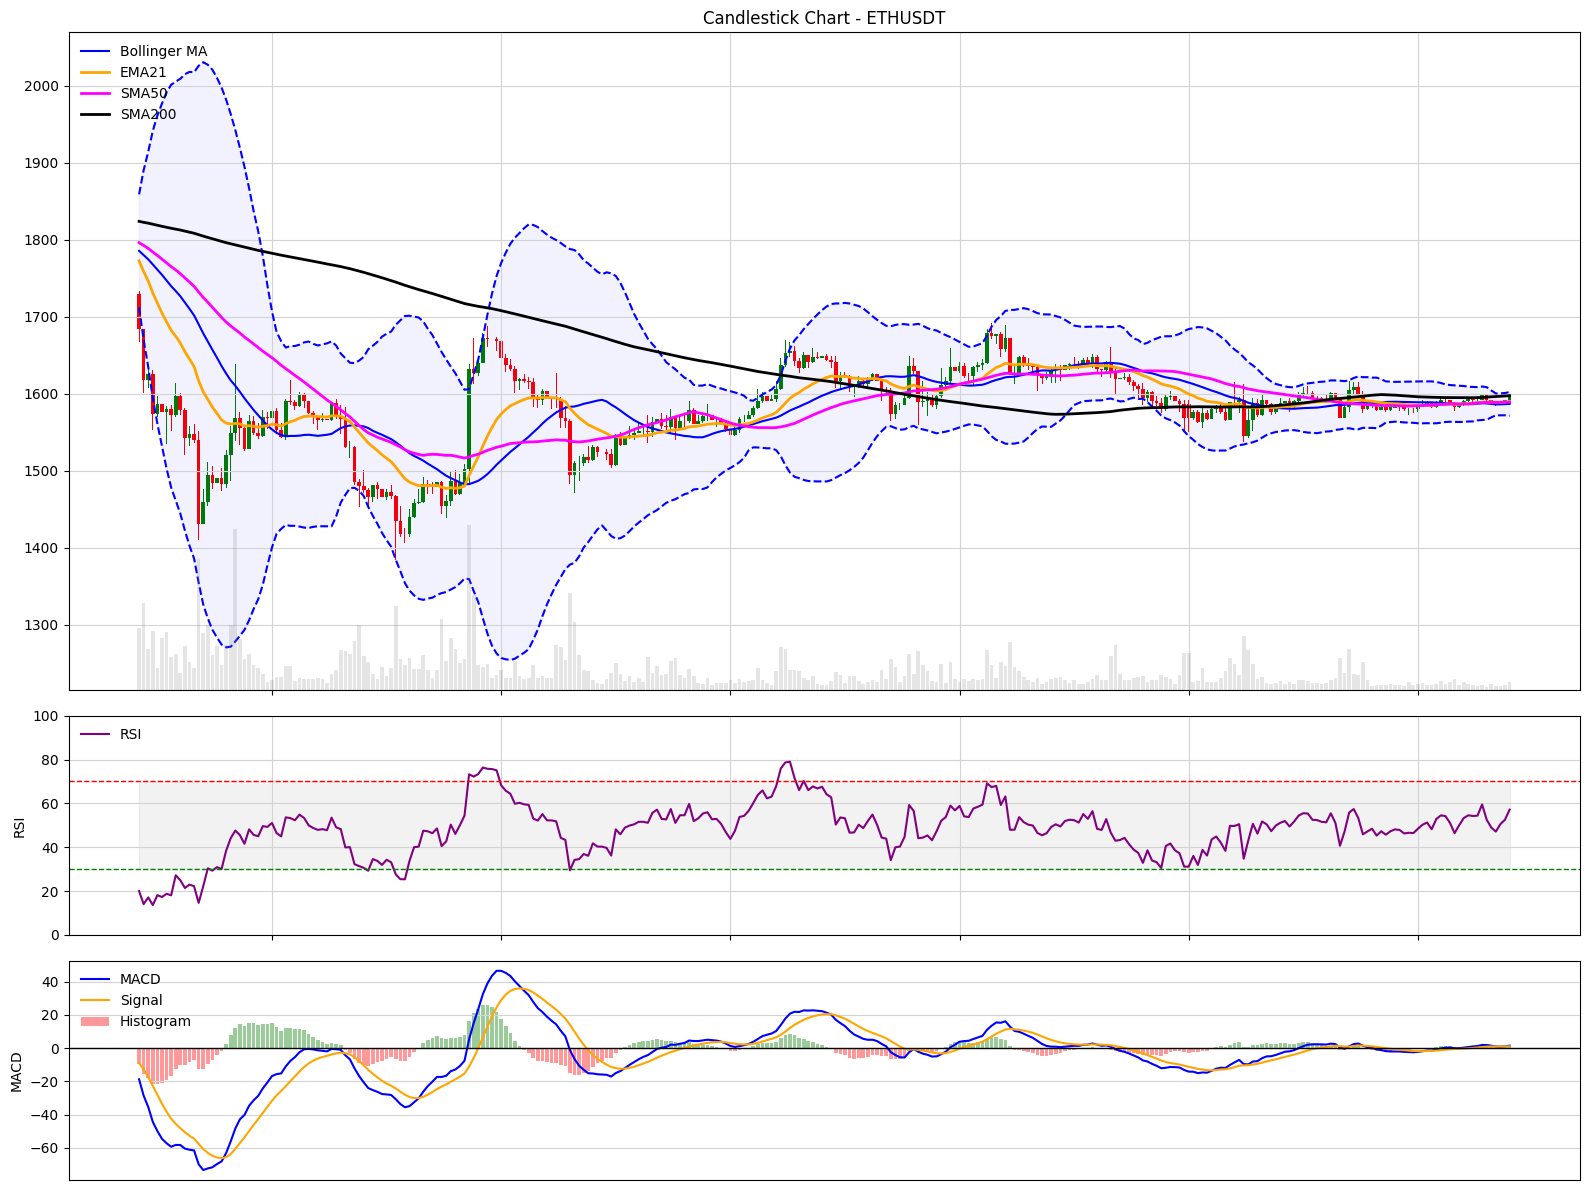 Candlestick Chart - ETHUSDT
Bollinger MA
EMA21
SMA50
SMA200
2000
1900
1800
1700
1600
1500
1400
1300
RSI
100
80
60
40
20
0
RSI
MACD
Signal
Histogram
40
20
0
−20
−40
−60
MACD